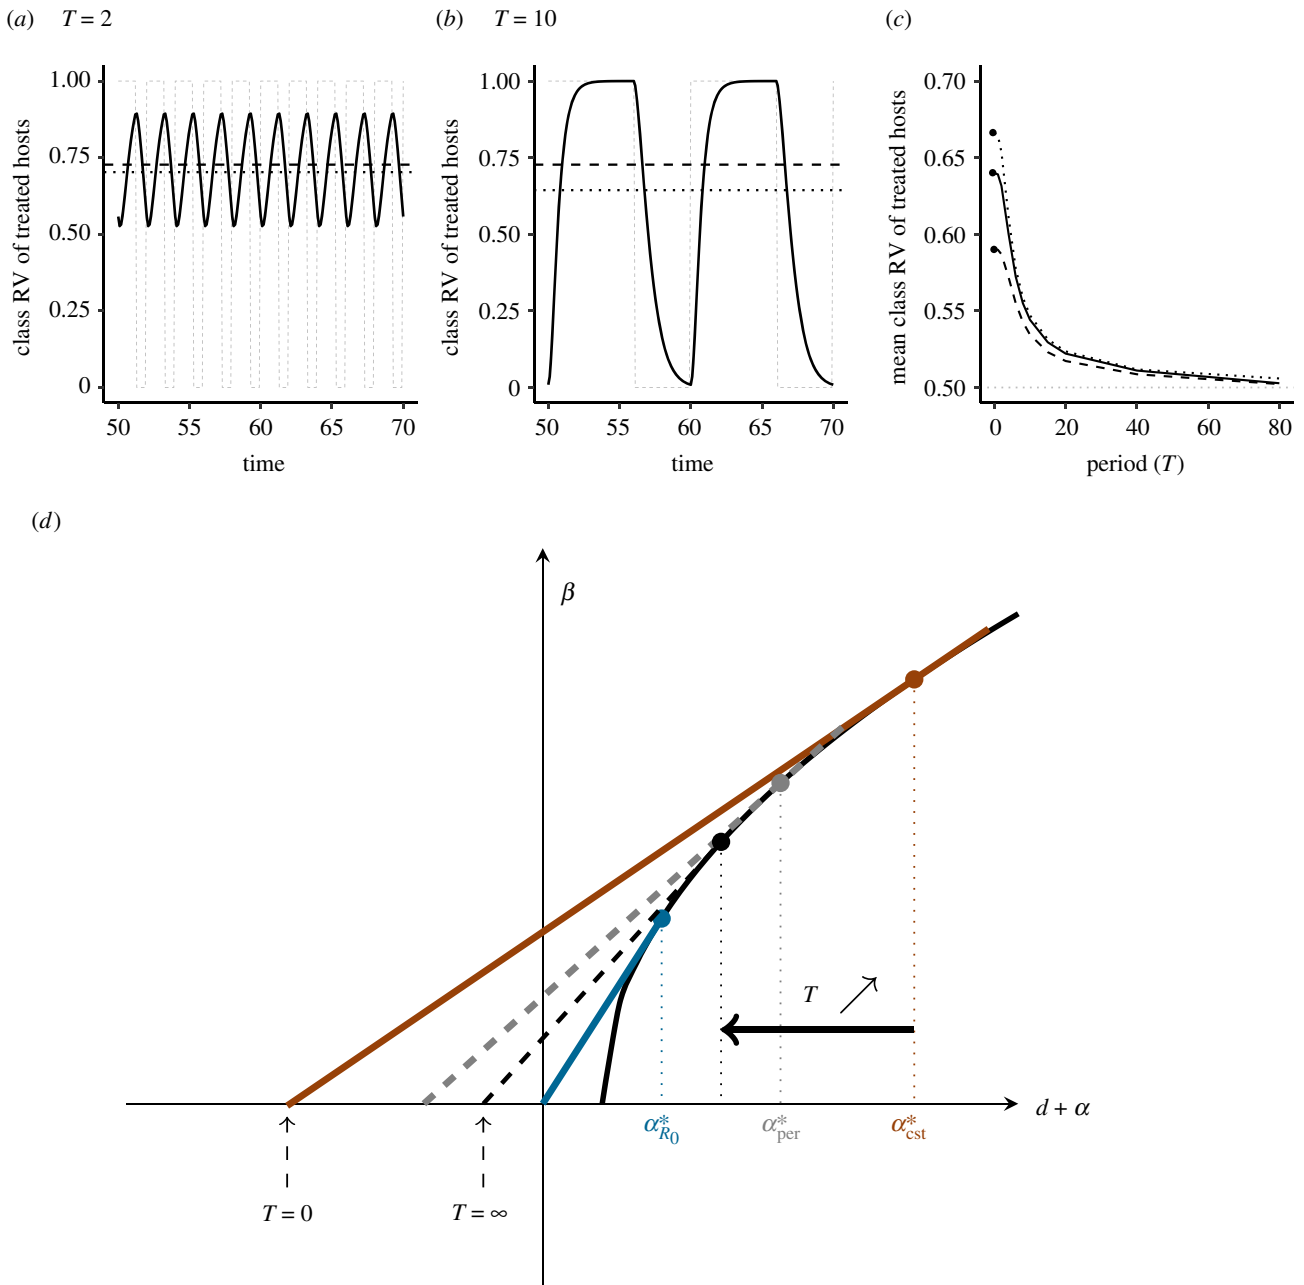 (a) T = 2
class RV of treated hosts
1.00
0.75
0.50
0.25
0
50 55 60 65 70
time
(b) T = 10
class RV of treated hosts
1.00
0.75
0.50
0.25
0
50 55 60 65 70
time
(c)
mean class RV of treated hosts
0.70
0.65
0.60
0.55
0.50
0 20 40 60 80
period (T)
(d)
β
T
d + α
α*R0
α*per
α*cst
T = 0
T = ∞